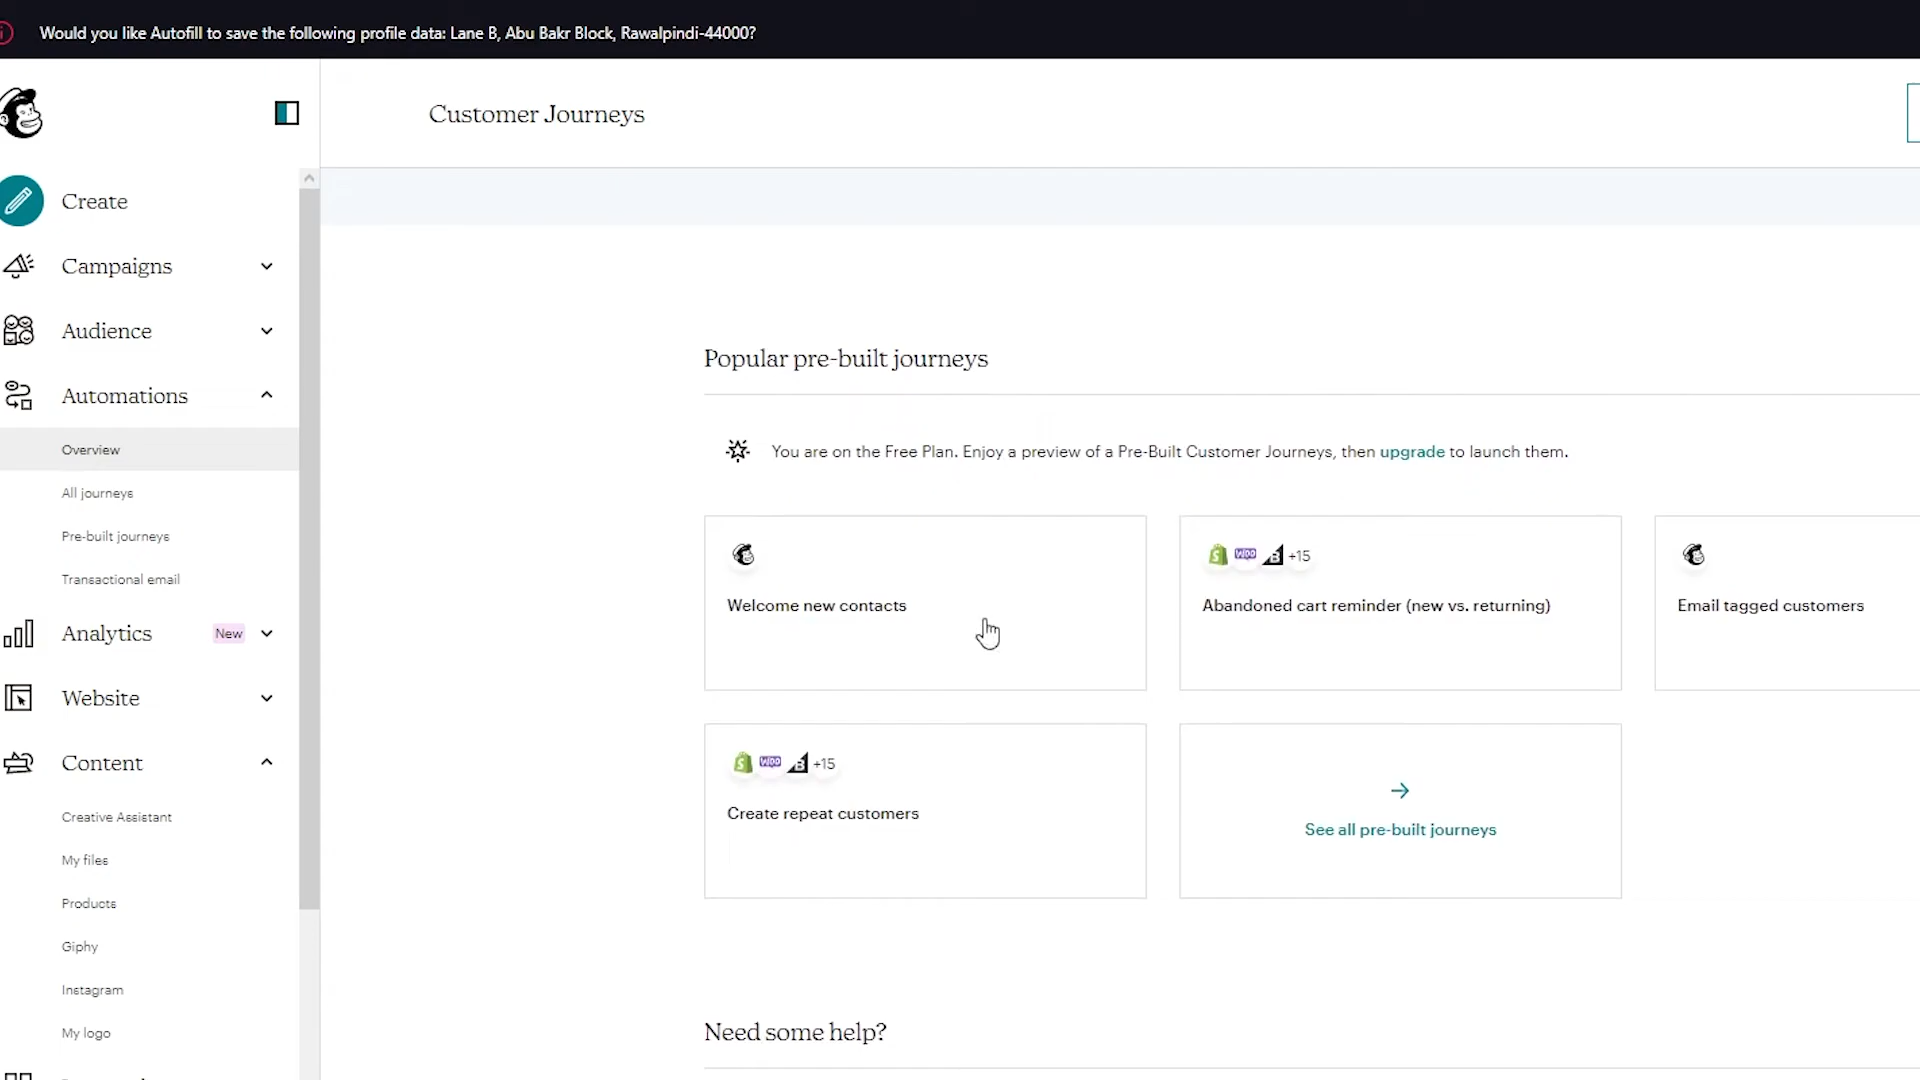 Would you like Autofill to save the following profile data: Lane B, Abu Bakr Block, Rawalpindi-44000?
Customer Journeys
Create
Campaigns
Audience
Automations
Overview
All journeys
Pre-built journeys
Transactional email
Analytics New
Website
Content
Creative Assistant
My files
Products
Giphy
Instagram
My logo
Popular pre-built journeys
You are on the Free Plan. Enjoy a preview of a Pre-Built Customer Journeys, then upgrade to launch them.
Welcome new contacts
woo +15
Abandoned cart reminder (new vs. returning)
Email tagged customers
woo +15
Create repeat customers
See all pre-built journeys
Need some help?